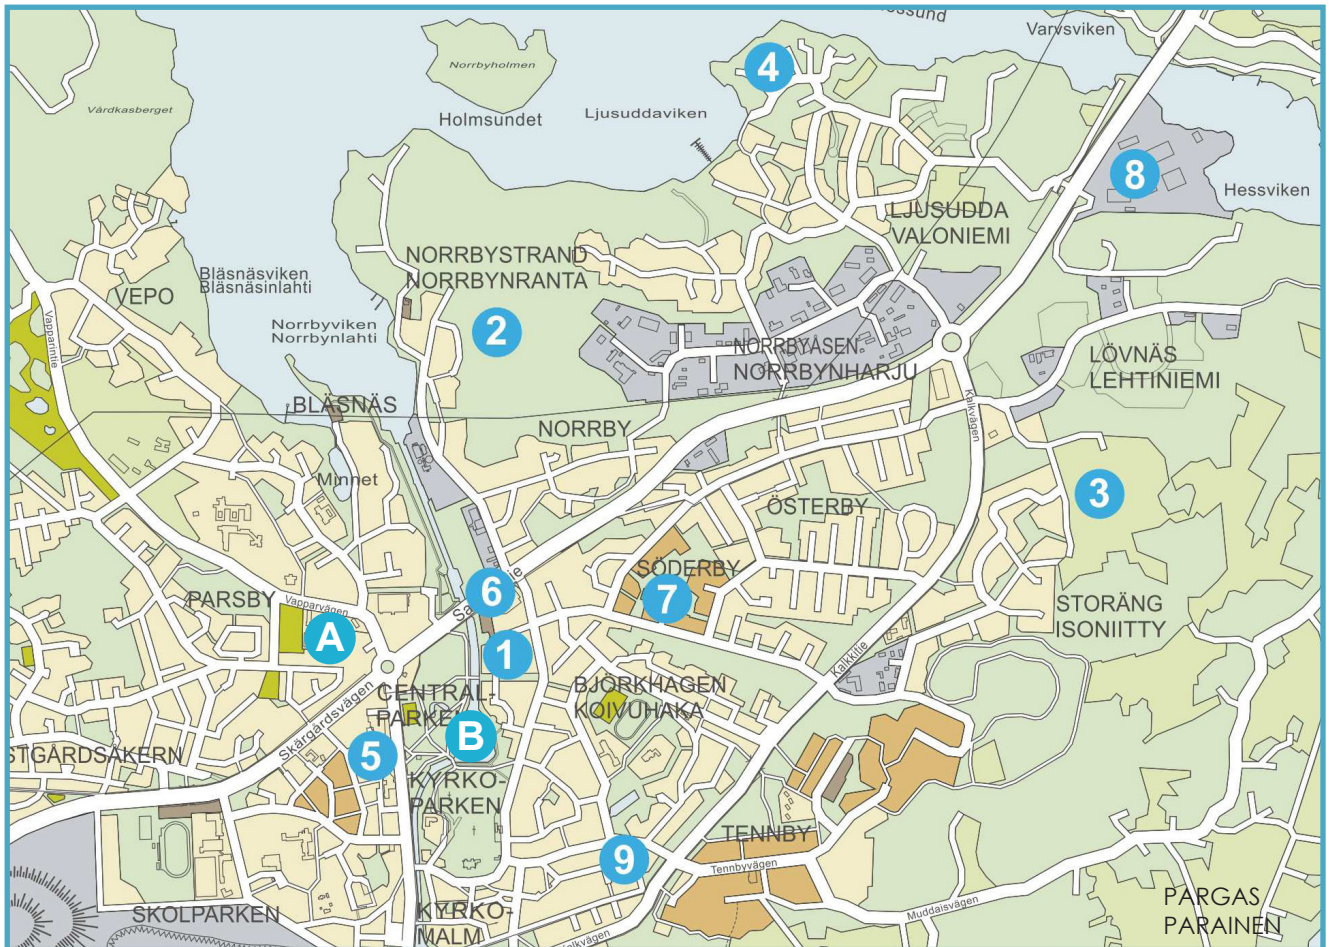 Varvsviken
Norrbyholmen
4
Vårdkasberget
Holmsundet
Ljusuddaviken
8
Hessviken
LJUSUDDA
VALONIEMI
NORRBYSTRAND
NORRBYNRANTA
Bläsnäsviken
Bläsnäsinlahti
VEPO
Vapparintie
Norrbyviken
Norrbynlahti
2
NORRBYÅSEN
NORRBYNHARJU
LÖVNÄS
LEHTINIEMI
BLÄSNÄS
Kalkvägen
NORRBY
Minnet
3
ÖSTERBY
SÖDERBY
6
7
PARSBY
Vapparvägen
A
STORÄNG
ISONIITTY
1
Kalkkitie
BJÖRKHAGEN
KOIVUHAKA
CENTRAL-
B
Skärgårdsvägen
5
KYRKO-
PARKEN
TENNBY
9
Tennbyvägen
Muddaisvägen
PARGAS
PARAINEN
SKOLPARKEN
KYRKO-
MALM